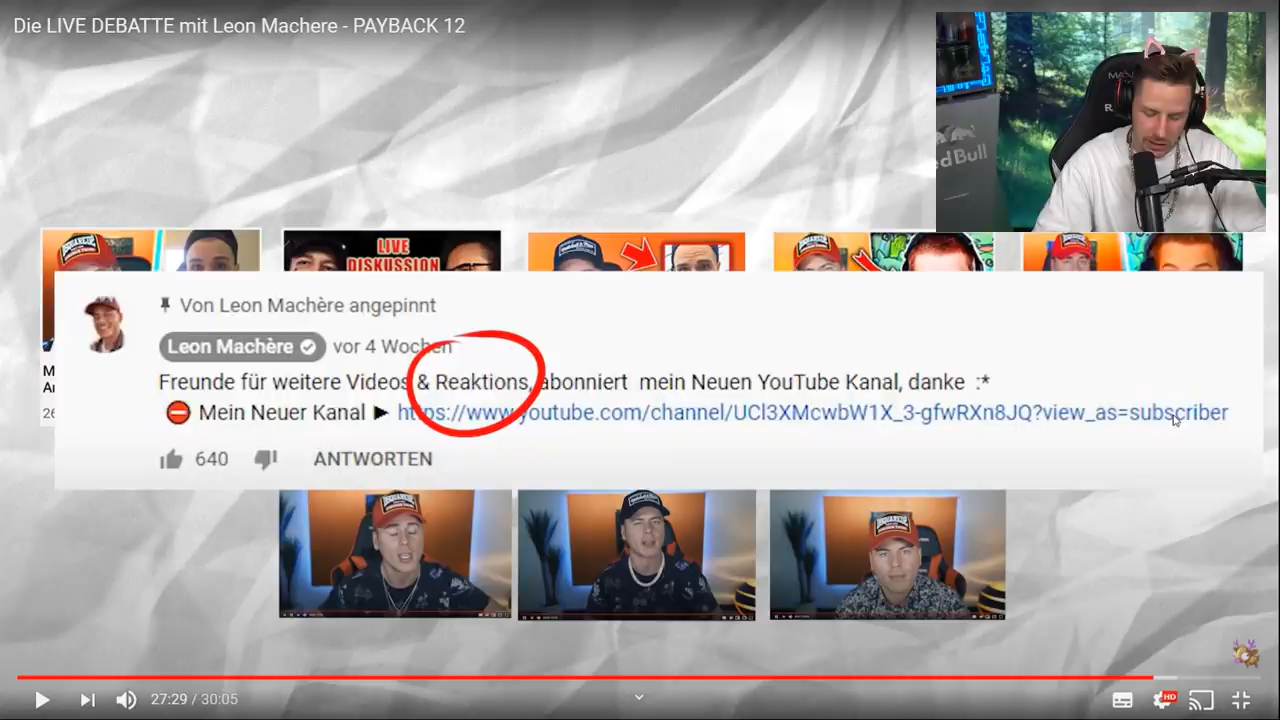 Die LIVE DEBATTE mit Leon Machere - PAYBACK 12
LIVE
DISKUSSION
Von Leon Machère angepinnt
Leon Machère vor 4 Wochen
Freunde für weitere Videos & Reaktions, abonniert mein Neuen YouTube Kanal, danke :*
Mein Neuer Kanal ► https://www.youtube.com/channel/UCl3XMcwbW1X_3-gfwRXn8JQ?view_as=subscriber
640 ANTWORTEN
27:29 / 30:05
HD